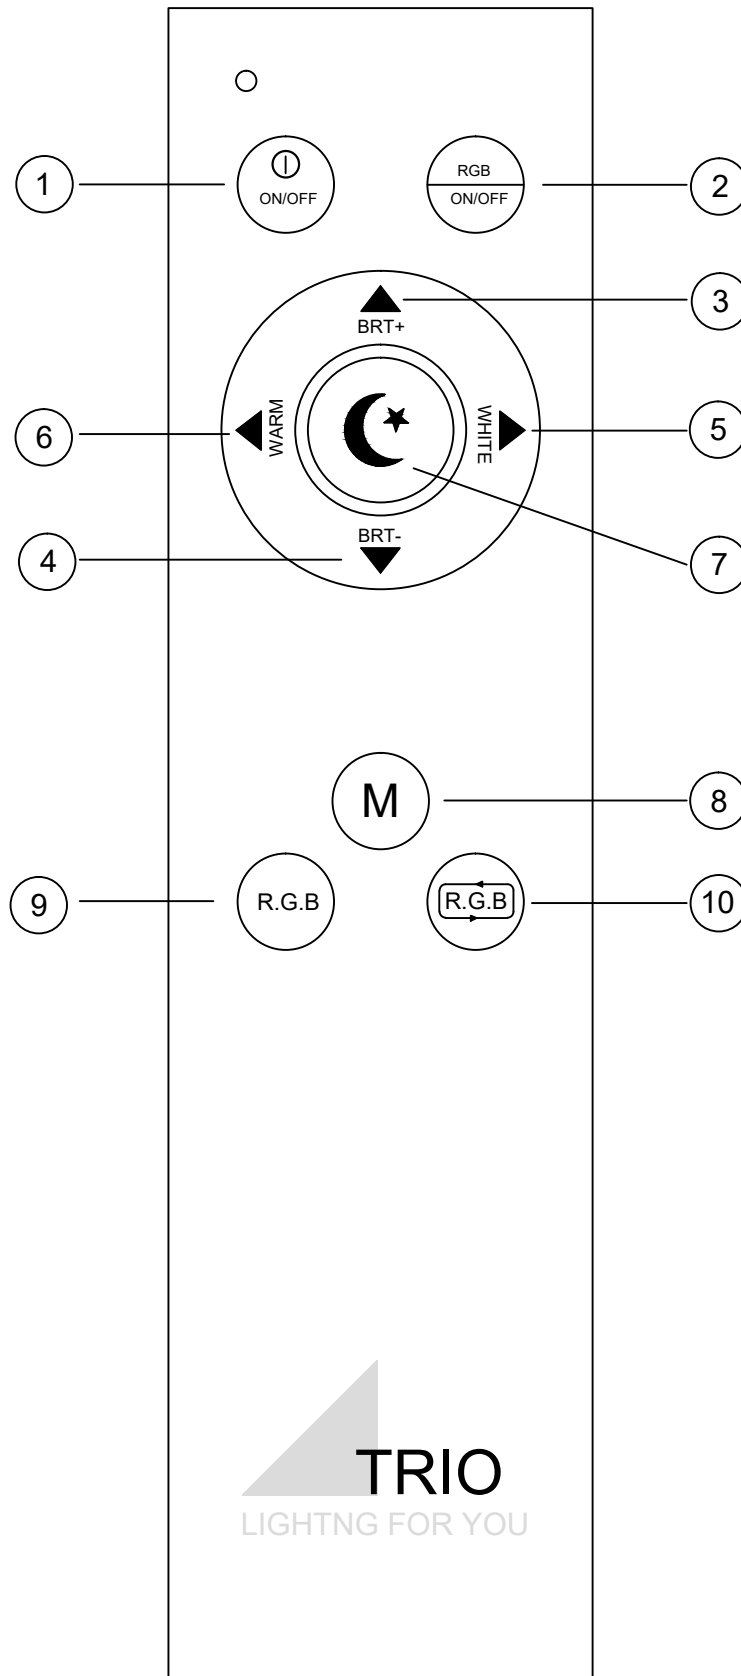 1
ON/OFF
RGB
ON/OFF
2
3
BRT+
6
WARM
WHITE
5
4
BRT-
7
M
8
9
R.G.B
R.G.B
10
TRIO
LIGHTNG FOR YOU